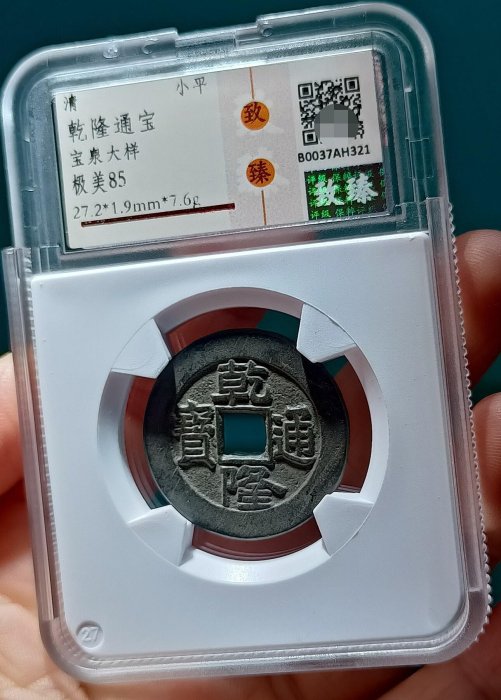 清
小平
乾隆通宝
宝泉大样
极美85
27.2*1.9mm*7.6g
致
臻
B0037AH321
致臻
乾隆通寶
27